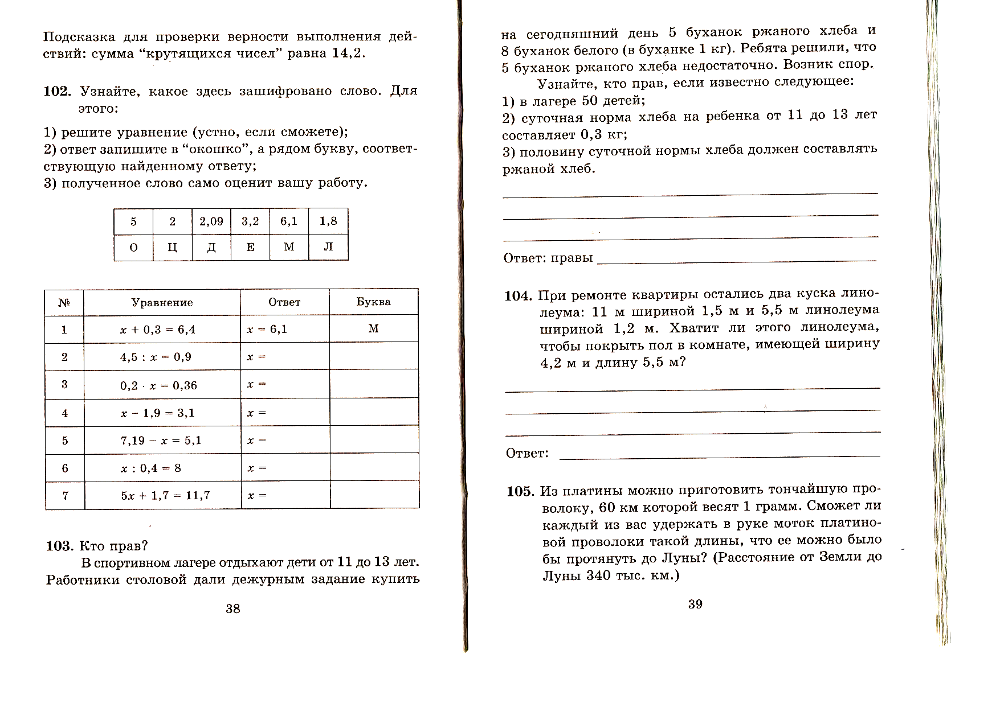 Подсказка для проверки верности выполнения дей-
ствий: сумма “крутящихся чисел” равна 14,2.
102. Узнайте, какое здесь зашифровано слово. Для
этого:
1) решите уравнение (устно, если сможете);
2) ответ запишите в “окошко”, а рядом букву, соответ-
ствующую найденному ответу;
3) полученное слово само оценит вашу работу.
5 2 2,09 3,2 6,1 1,8
О Ц Д Е М Л
№ Уравнение Ответ Буква
1 x + 0,3 = 6,4 x = 6,1 М
2 4,5 : x = 0,9 x =
3 0,2 · x = 0,36 x =
4 x − 1,9 = 3,1 x =
5 7,19 − x = 5,1 x =
6 x : 0,4 = 8 x =
7 5x + 1,7 = 11,7 x =
103. Кто прав?
В спортивном лагере отдыхают дети от 11 до 13 лет.
Работники столовой дали дежурным задание купить
38
на сегодняшний день 5 буханок ржаного хлеба и
8 буханок белого (в буханке 1 кг). Ребята решили, что
5 буханок ржаного хлеба недостаточно. Возник спор.
Узнайте, кто прав, если известно следующее:
1) в лагере 50 детей;
2) суточная норма хлеба на ребенка от 11 до 13 лет
составляет 0,3 кг;
3) половину суточной нормы хлеба должен составлять
ржаной хлеб.
Ответ: правы
104. При ремонте квартиры остались два куска лино-
леума: 11 м шириной 1,5 м и 5,5 м линолеума
шириной 1,2 м. Хватит ли этого линолеума,
чтобы покрыть пол в комнате, имеющей ширину
4,2 м и длину 5,5 м?
Ответ:
105. Из платины можно приготовить тончайшую про-
волоку, 60 км которой весят 1 грамм. Сможет ли
каждый из вас удержать в руке моток платино-
вой проволоки такой длины, что ее можно было
бы протянуть до Луны? (Расстояние от Земли до
Луны 340 тыс. км.)
39